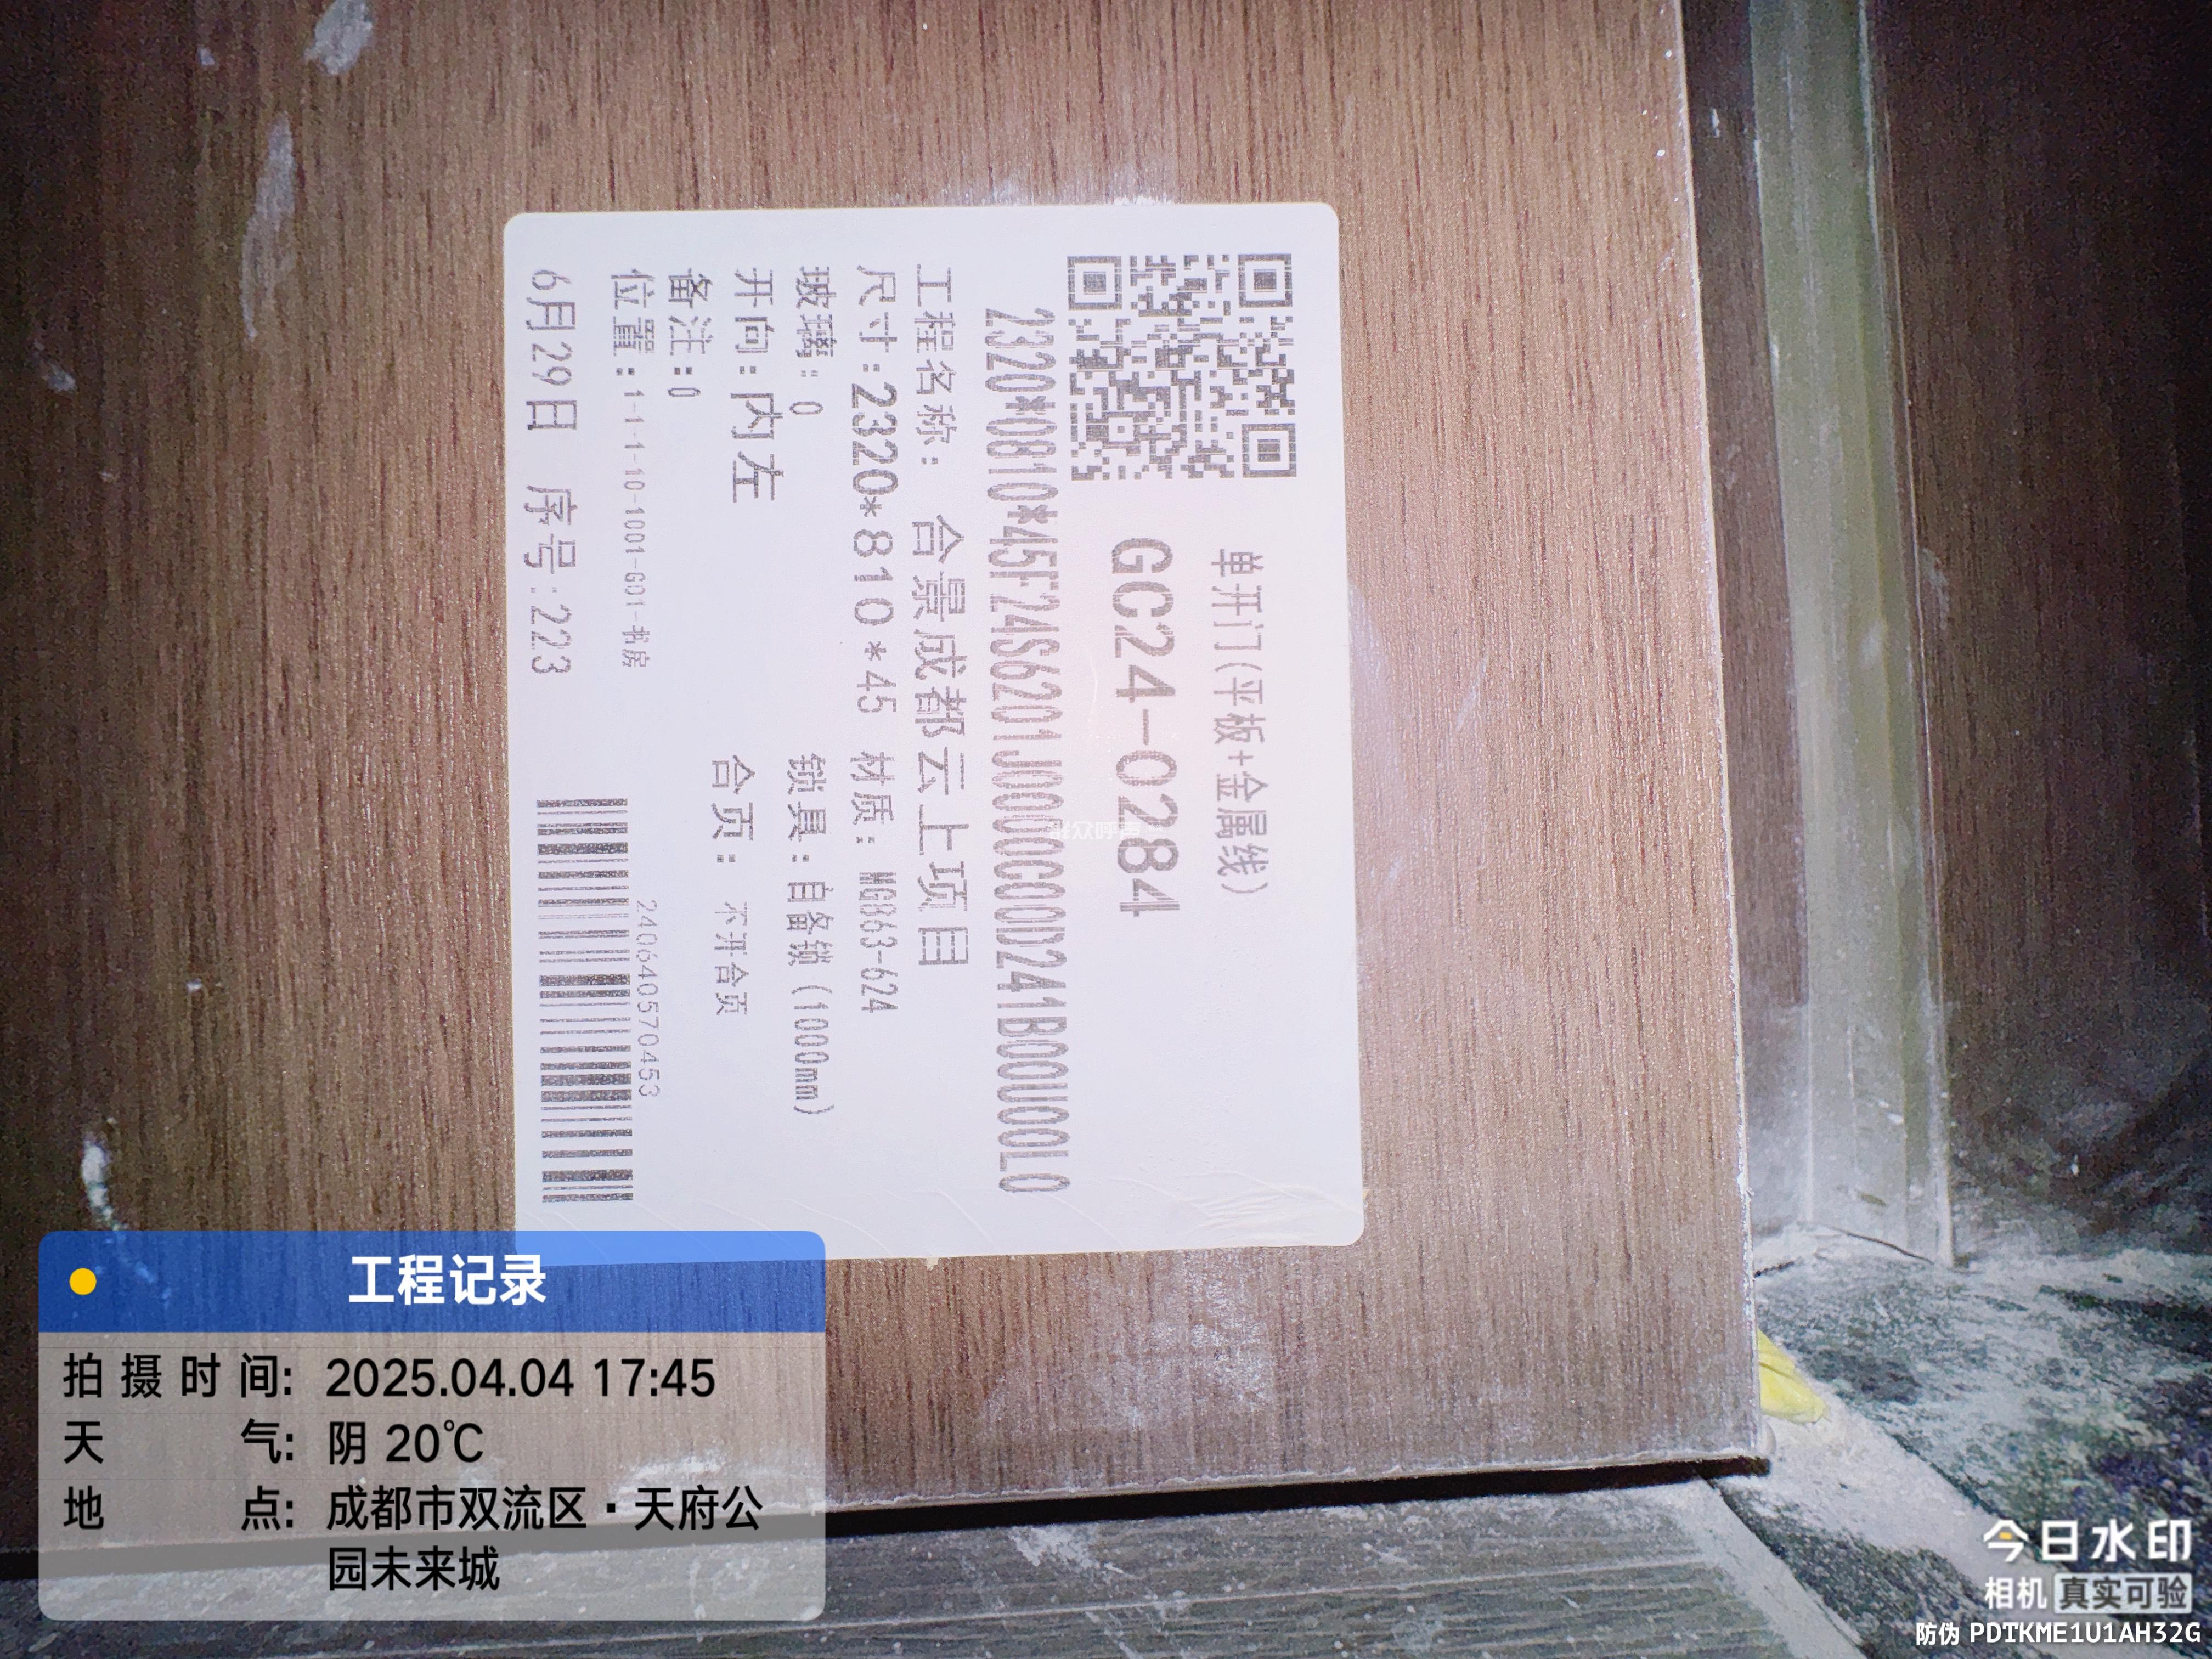 单开门(平板+金属线)
GC24-0284
2320*0810*45F24S6201J00000G00D241B00U00L0
工程名称: 合景成都云上项目
尺寸:2320*810*45 材质: MG863-624
玻璃: 0 锁具:自备锁(1000mm)
开向: 内左 合页: 不开合页
备注:0
位置:1-1-1-10-1001-G01-书房
2406405570453
6月29日 序号:223
群众呼声
工程记录
拍摄时间: 2025.04.04 17:45
天气: 阴 20℃
地点: 成都市双流区·天府公
园未来城
今日水印
相机 真实可验
防伪 PDTKME1U1AH32G